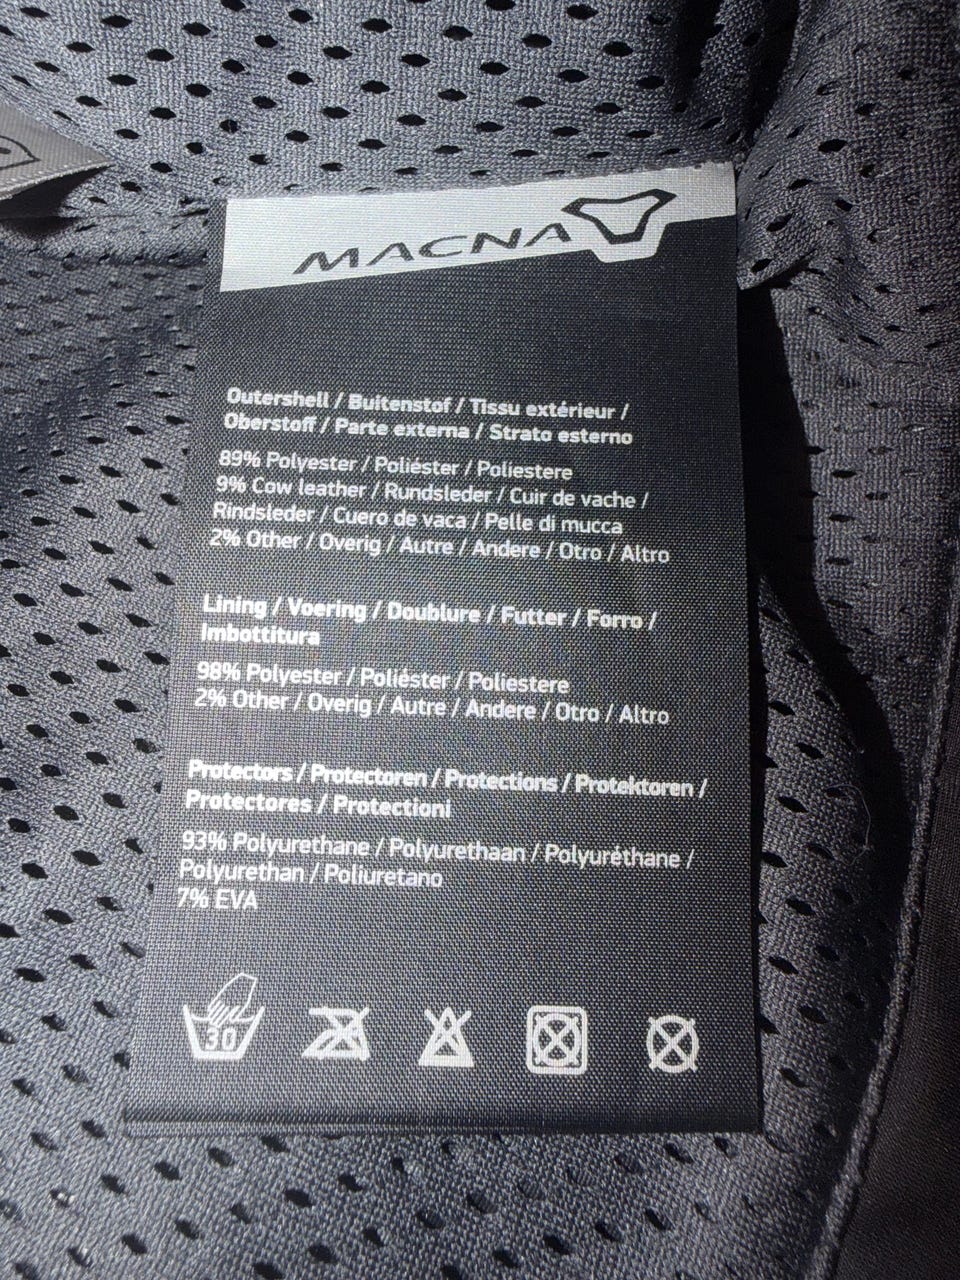 MACNA
Outershell / Buitenstof / Tissu extérieur /
Oberstoff / Parte externa / Strato esterno
89% Polyester / Poliéster / Poliestere
9% Cow leather / Rundsleder / Cuir de vache /
Rindsleder / Cuero de vaca / Pelle di mucca
2% Other / Overig / Autre / Andere / Otro / Altro
Lining / Voering / Doublure / Futter / Forro /
Imbottitura
98% Polyester / Poliéster / Poliestere
2% Other / Overig / Autre / Andere / Otro / Altro
Protectors / Protectoren / Protections / Protektoren /
Protectores / Protectioni
93% Polyurethane / Polyurethaan / Polyuréthane /
Polyurethan / Poliuretano
7% EVA
30